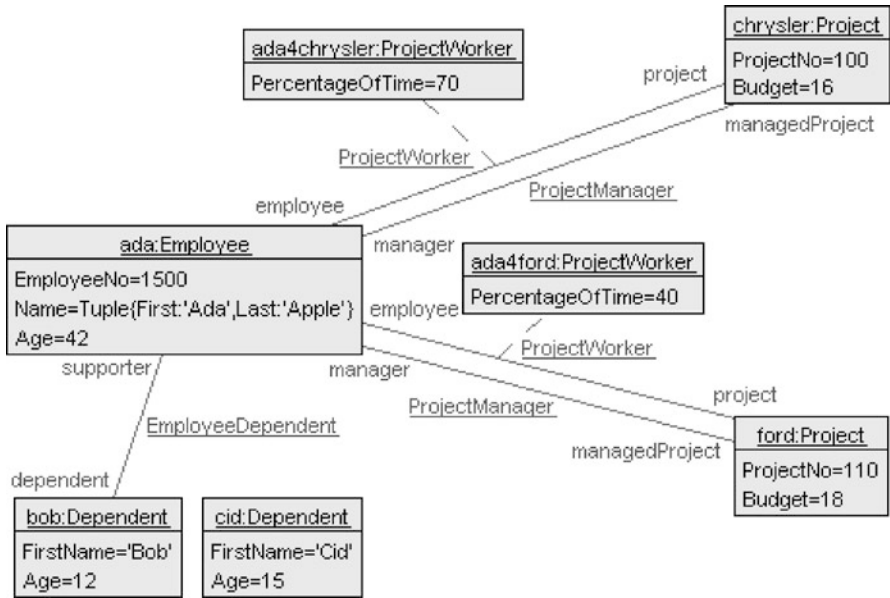 chrysler:Project
ProjectNo=100
Budget=16
ada4chrysler:ProjectWorker
PercentageOfTime=70
project
managedProject
ProjectWorker
ProjectManager
employee
manager
ada:Employee
EmployeeNo=1500
Name=Tuple{First:'Ada',Last:'Apple'}
Age=42
ada4ford:ProjectWorker
PercentageOfTime=40
employee
ProjectWorker
supporter
manager
ProjectManager
project
managedProject
EmployeeDependent
ford:Project
ProjectNo=110
Budget=18
dependent
bob:Dependent
FirstName='Bob'
Age=12
cid:Dependent
FirstName='Cid'
Age=15